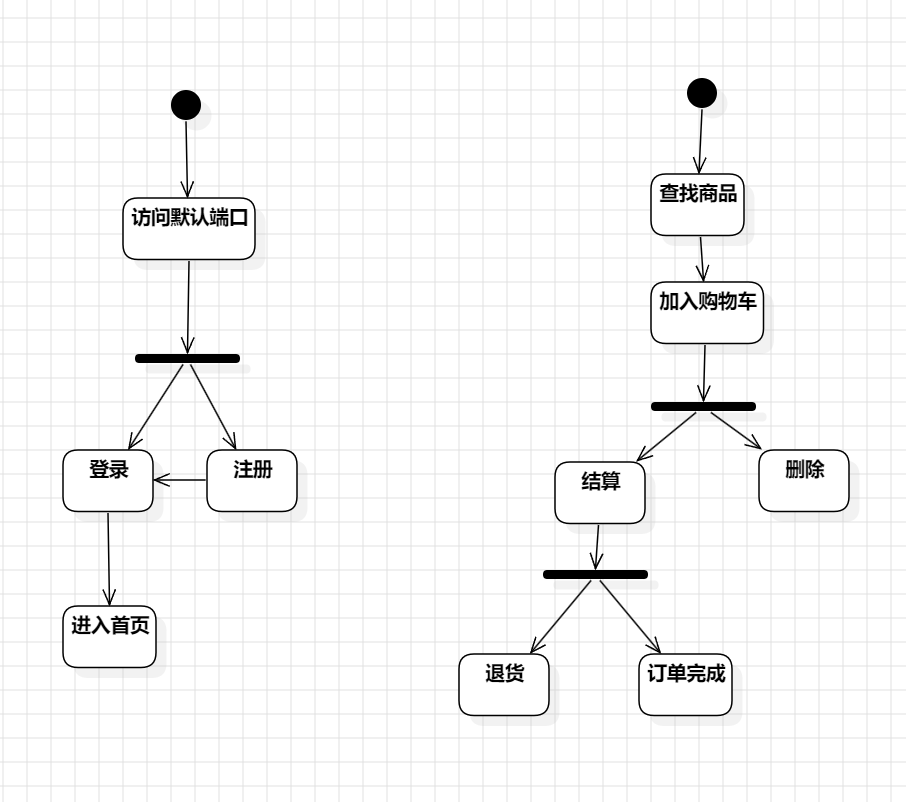 访问默认端口
登录
注册
进入首页
查找商品
加入购物车
结算
删除
退货
订单完成